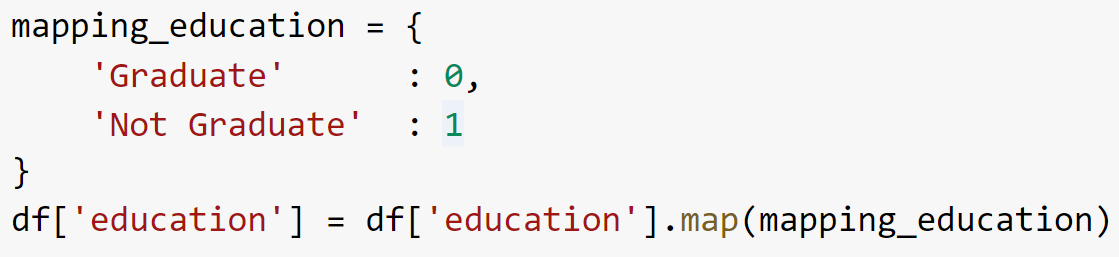 mapping_education = {
    'Graduate'      : 0,
    'Not Graduate'  : 1
}
df['education'] = df['education'].map(mapping_education)